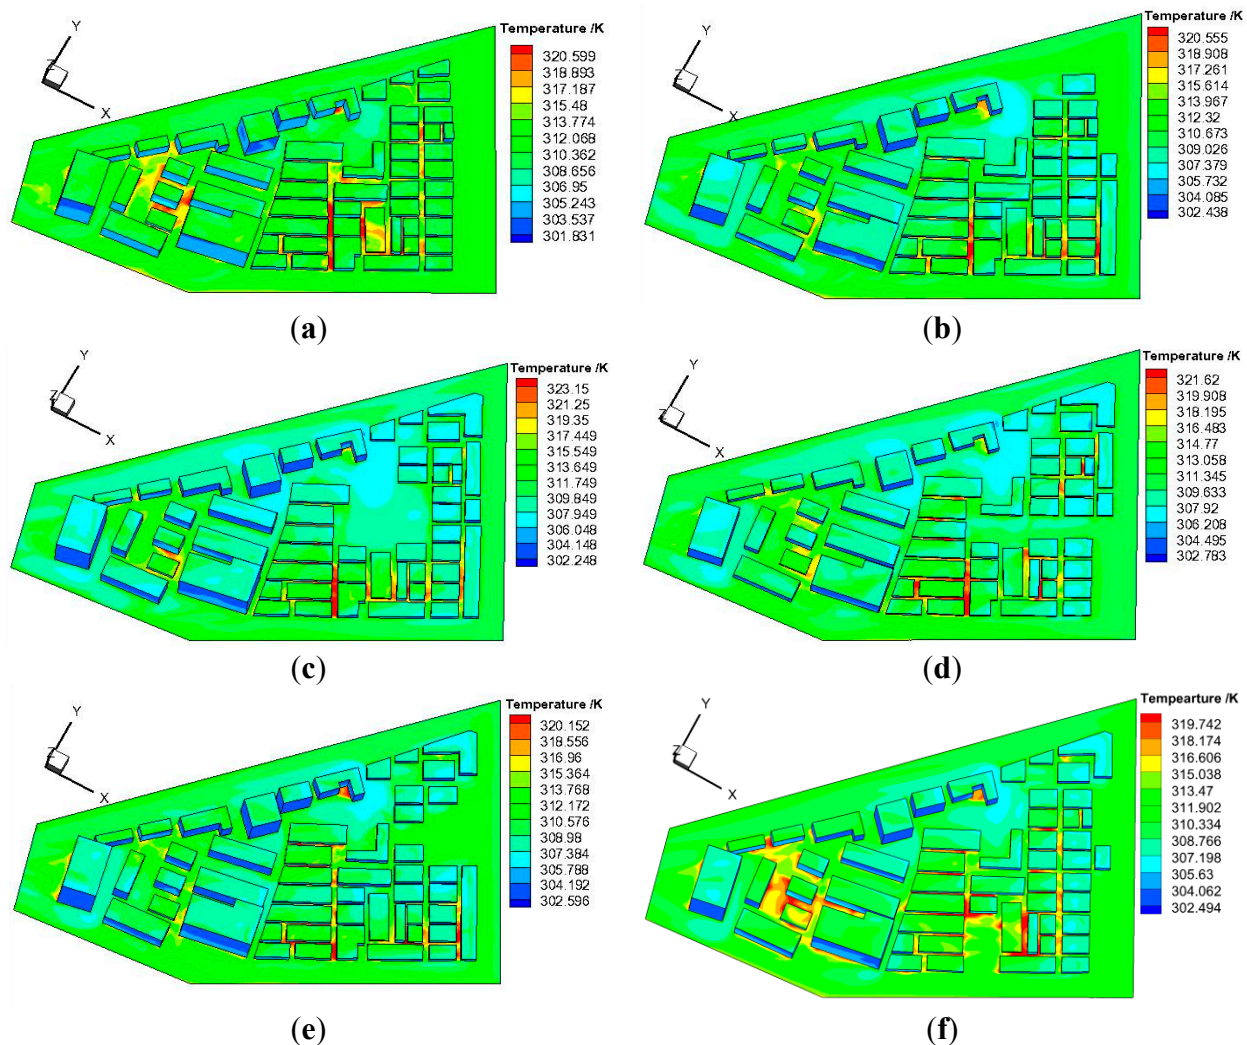 Y
Z
X
Temperature /K
320.599
318.893
317.187
315.48
313.774
312.068
310.362
308.656
306.95
305.243
303.537
301.831
(a)
Y
Z
X
Temperature /K
320.555
318.908
317.261
315.614
313.967
312.32
310.673
309.026
307.379
305.732
304.085
302.438
(b)
Y
Z
X
Temperature /K
323.15
321.25
319.35
317.449
315.549
313.649
311.749
309.849
307.949
306.048
304.148
302.248
(c)
Y
Z
X
Temperature /K
321.62
319.908
318.195
316.483
314.77
313.058
311.345
309.633
307.92
306.208
304.495
302.783
(d)
Y
Z
X
Temperature /K
320.152
318.556
316.96
315.364
313.768
312.172
310.576
308.98
307.384
305.788
304.192
302.596
(e)
Y
Z
X
Tempearture /K
319.742
318.174
316.606
315.038
313.47
311.902
310.334
308.766
307.198
305.63
304.062
302.494
(f)